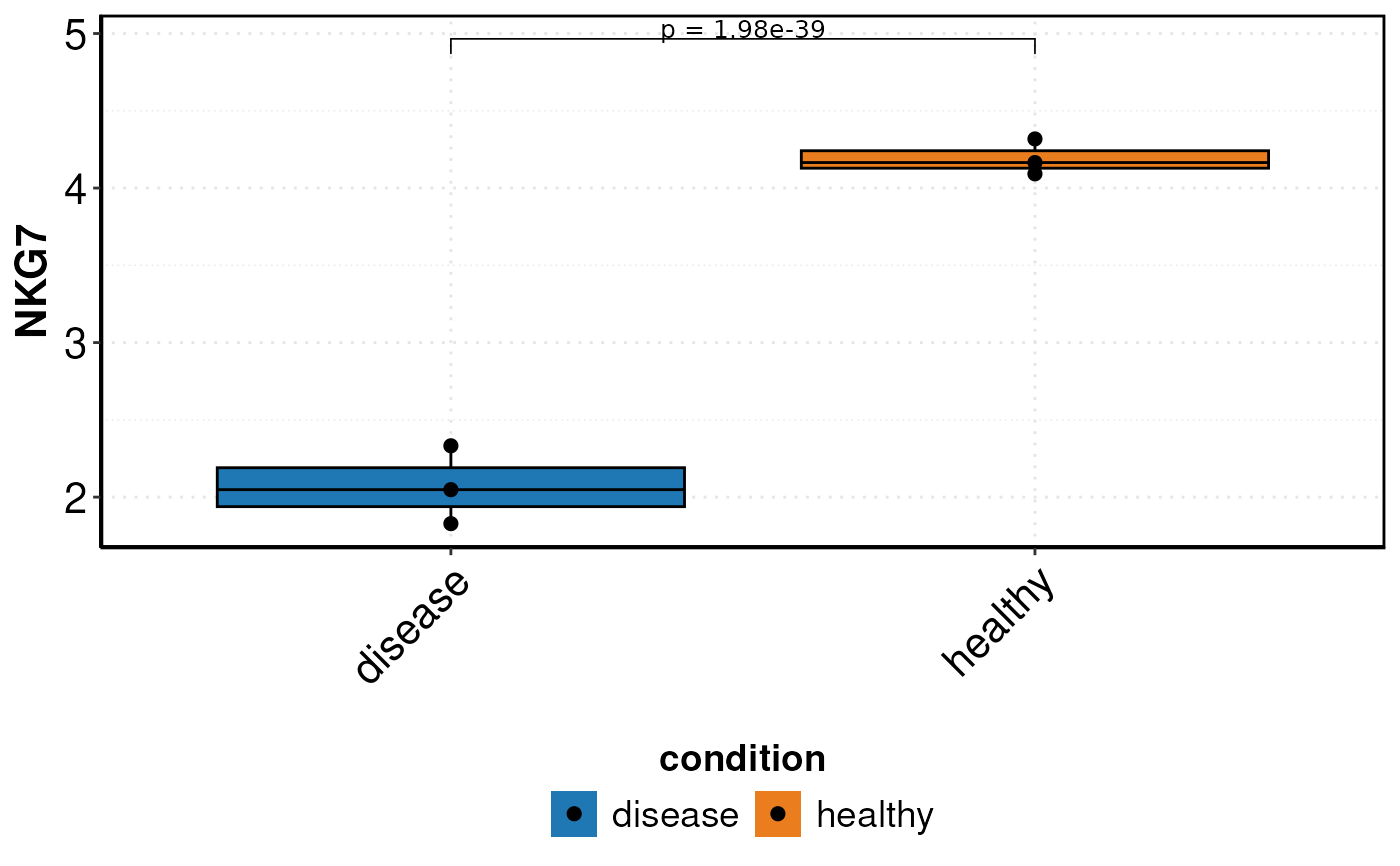 5
p = 1.98e-39
4
NKG7
3
2
disease
healthy
condition
disease
healthy